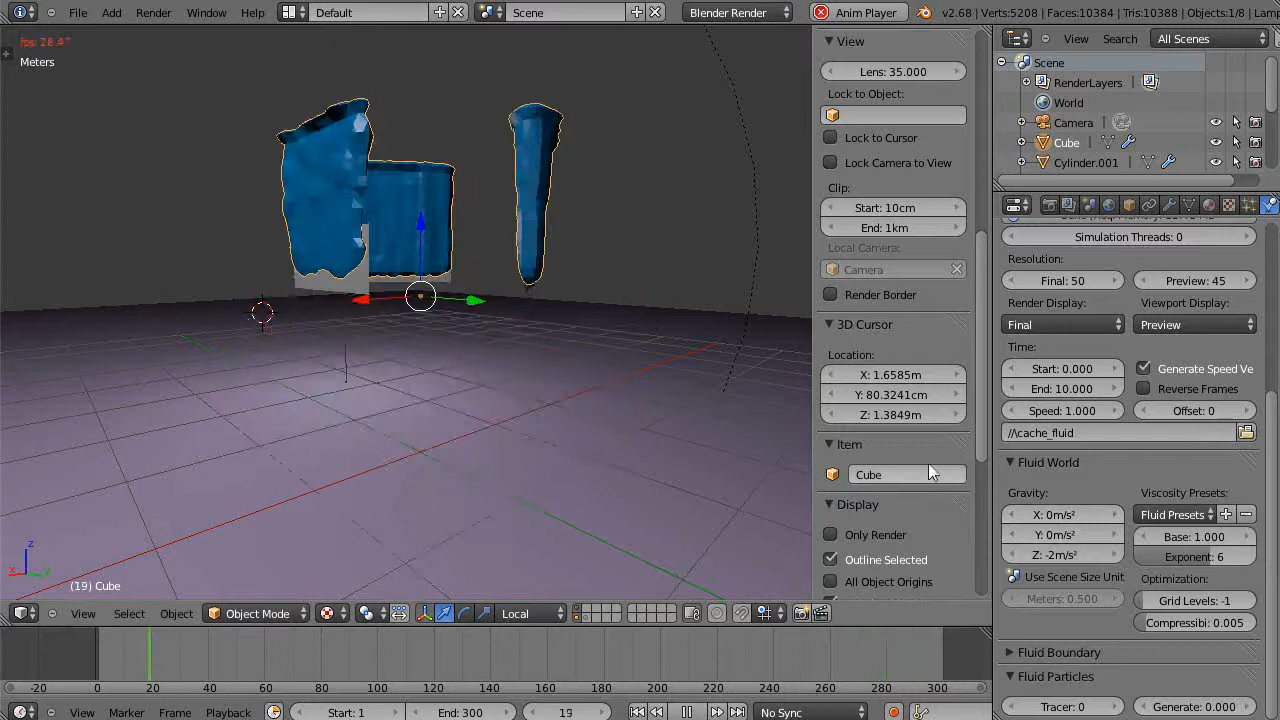 File Add Render Window Help Default Scene Blender Render Anim Player v2.68 | Verts:5208 | Faces:10384 | Tris:10388 | Objects:1/8 | Lamp
fps: 28.4
Meters
View
Lens: 35.000
Lock to Object:
Lock to Cursor
Lock Camera to View
Clip:
Start: 10cm
End: 1km
Local Camera:
Camera
Render Border
3D Cursor
Location:
X: 1.6585m
Y: 80.3241cm
Z: 1.3849m
Item
Cube
Display
Only Render
Outline Selected
All Object Origins
View Search All Scenes
Scene
RenderLayers
World
Camera
Cube
Cylinder.001
Simulation Threads: 0
Resolution:
Final: 50 Preview: 45
Render Display: Viewport Display:
Final Preview
Time:
Start: 0.000 Generate Speed Ve
End: 10.000 Reverse Frames
Speed: 1.000 Offset: 0
//\cache_fluid
Fluid World
Gravity: Viscosity Presets:
X: 0m/s² Fluid Presets
Y: 0m/s² Base: 1.000
Z: -2m/s² Exponent: 6
Use Scene Size Unit Optimization:
Meters: 0.500 Grid Levels: -1
Compressibi: 0.005
Fluid Boundary
Fluid Particles
Tracer: 0 Generate: 0.000
z
x y
(19) Cube
View Select Object Object Mode Local
-20 0 20 40 60 80 100 120 140 160 180 200 220 240 260 280 300
View Marker Frame Playback Start: 1 End: 300 19 No Sync